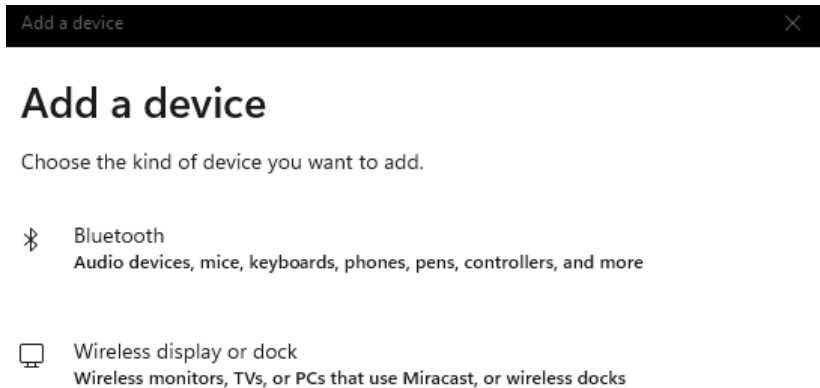 Add a device
Add a device
Choose the kind of device you want to add.
Bluetooth
Audio devices, mice, keyboards, phones, pens, controllers, and more
Wireless display or dock
Wireless monitors, TVs, or PCs that use Miracast, or wireless docks